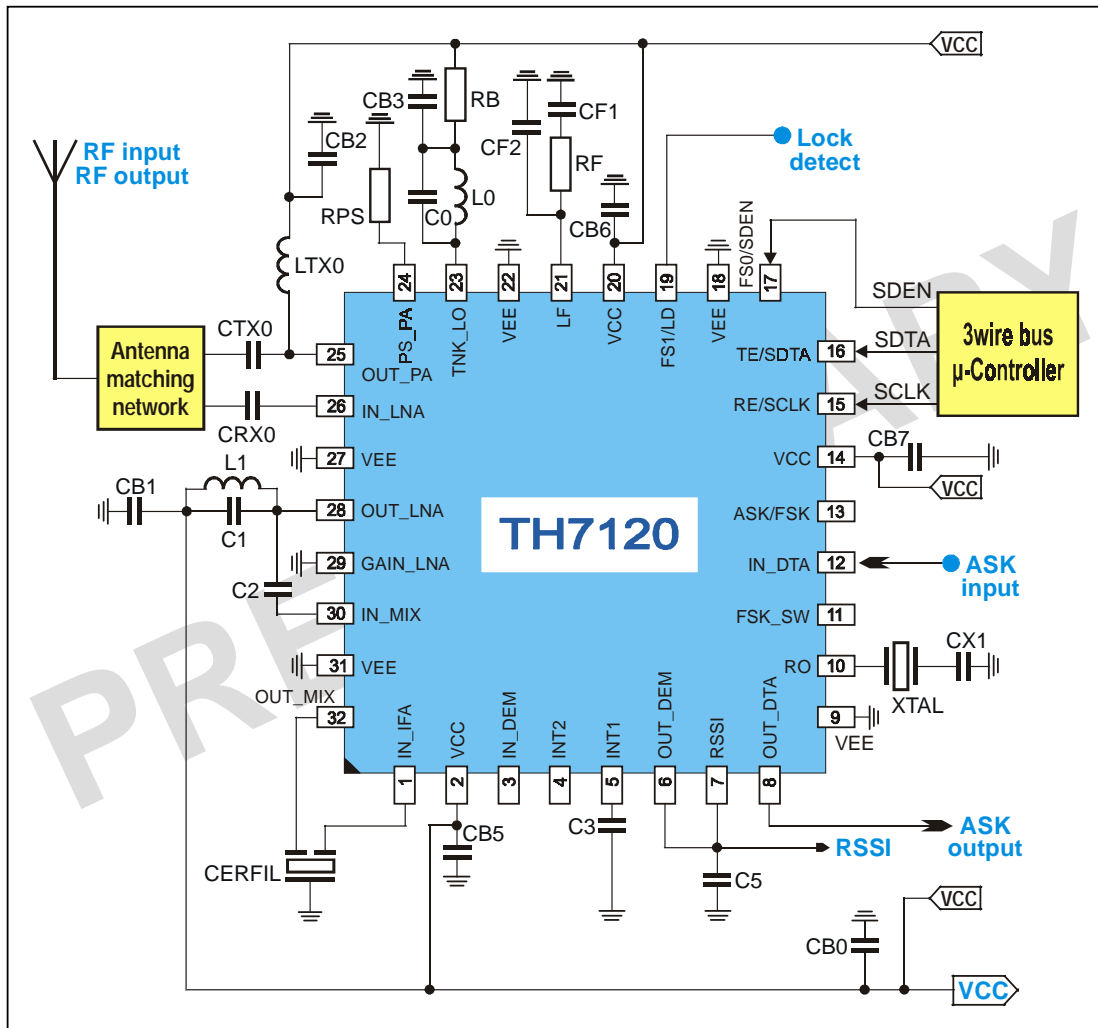 VCC
CB3
RB
CF1
CB2
CF2
RF
Lock
detect
RF input
RF output
RPS
C0
L0
CB6
FS0/SDEN
LTX0
24
23
22
21
20
19
18
17
PS_PA
TNK_LO
VEE
LF
VCC
FS1/LD
VEE
SDEN
SDTA
SCLK
3wire bus
µ-Controller
Antenna
matching
network
CTX0
CRX0
25
OUT_PA
26
IN_LNA
27
VEE
28
OUT_LNA
29
GAIN_LNA
30
IN_MIX
31
VEE
OUT_MIX
32
TE/SDTA
16
RE/SCLK
15
VCC
14
CB7
VCC
ASK/FSK
13
IN_DTA
12
ASK
input
FSK_SW
11
RO
10
XTAL
CX1
9
VEE
L1
CB1
C1
C2
TH7120
PRELIMINARY
IN_IFA
VCC
IN_DEM
INT2
INT1
OUT_DEM
RSSI
OUT_DTA
1
2
3
4
5
6
7
8
CERFIL
CB5
C3
C5
RSSI
ASK
output
CB0
VCC
VCC